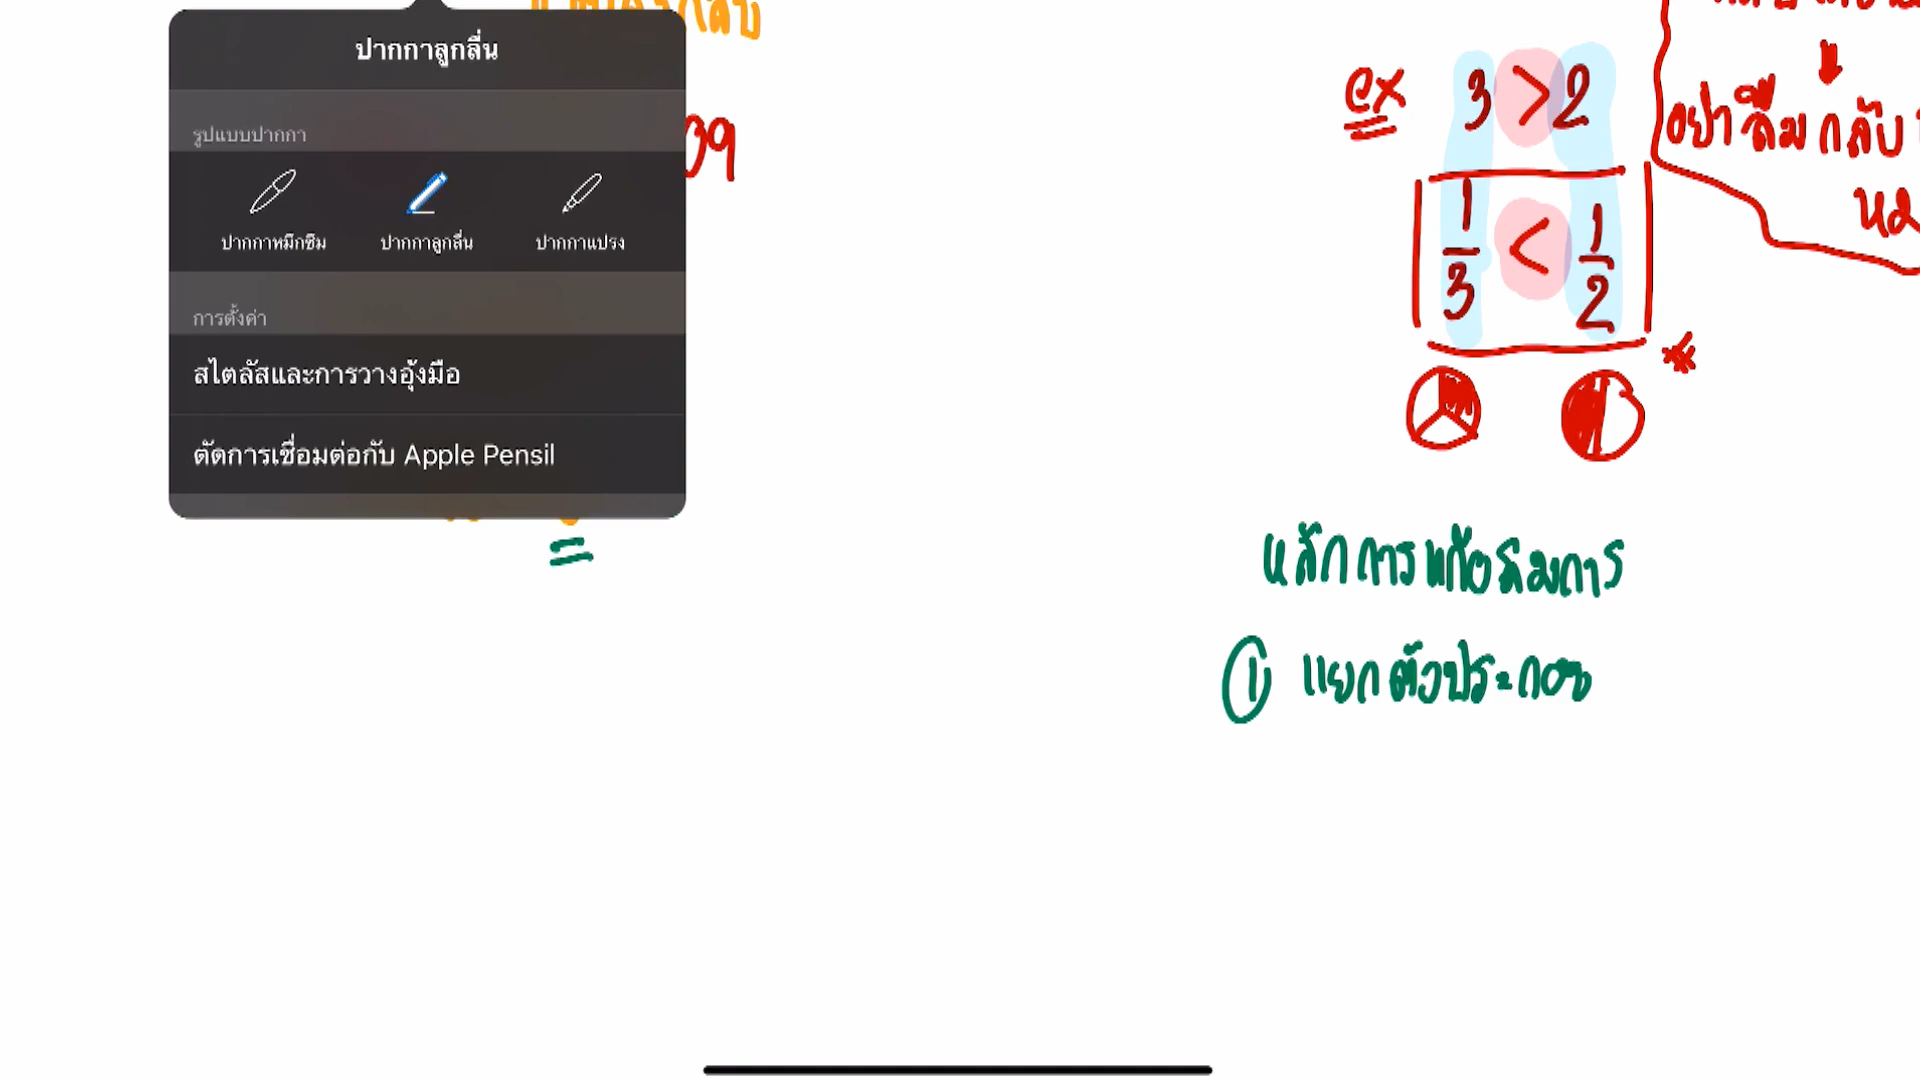 ปากกาลูกลื่น
รูปแบบปากกา
ปากกาหมึกซึม ปากกาลูกลื่น ปากกาแปรง
การตั้งค่า
สไตลัสและการวางอุ้งมือ
ตัดการเชื่อมต่อกับ Apple Pensil
=
ex 3 > 2
1/3 < 1/2
*
อย่าลืมกลับ
หลักการแก้อสมการ
① แยกตัวประกอบ